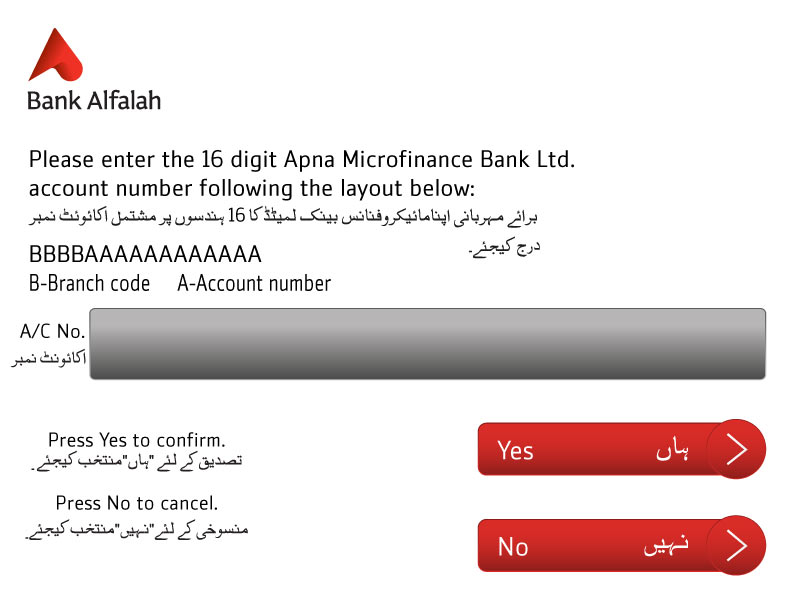 Bank Alfalah
Please enter the 16 digit Apna Microfinance Bank Ltd.
account number following the layout below:
برائے مہربانی اپنامائیکروفنانس بینک لمیٹڈ کا 16 ہندسوں پر مشتمل اکائونٹ نمبر
درج کیجئے۔
BBBBAAAAAAAAAAAA
B-Branch code A-Account number
A/C No.
اکائونٹ نمبر
Press Yes to confirm.
تصدیق کے لئے "ہاں" منتخب کیجئے۔
Yes ہاں
Press No to cancel.
منسوخی کے لئے "نہیں" منتخب کیجئے۔
No نہیں